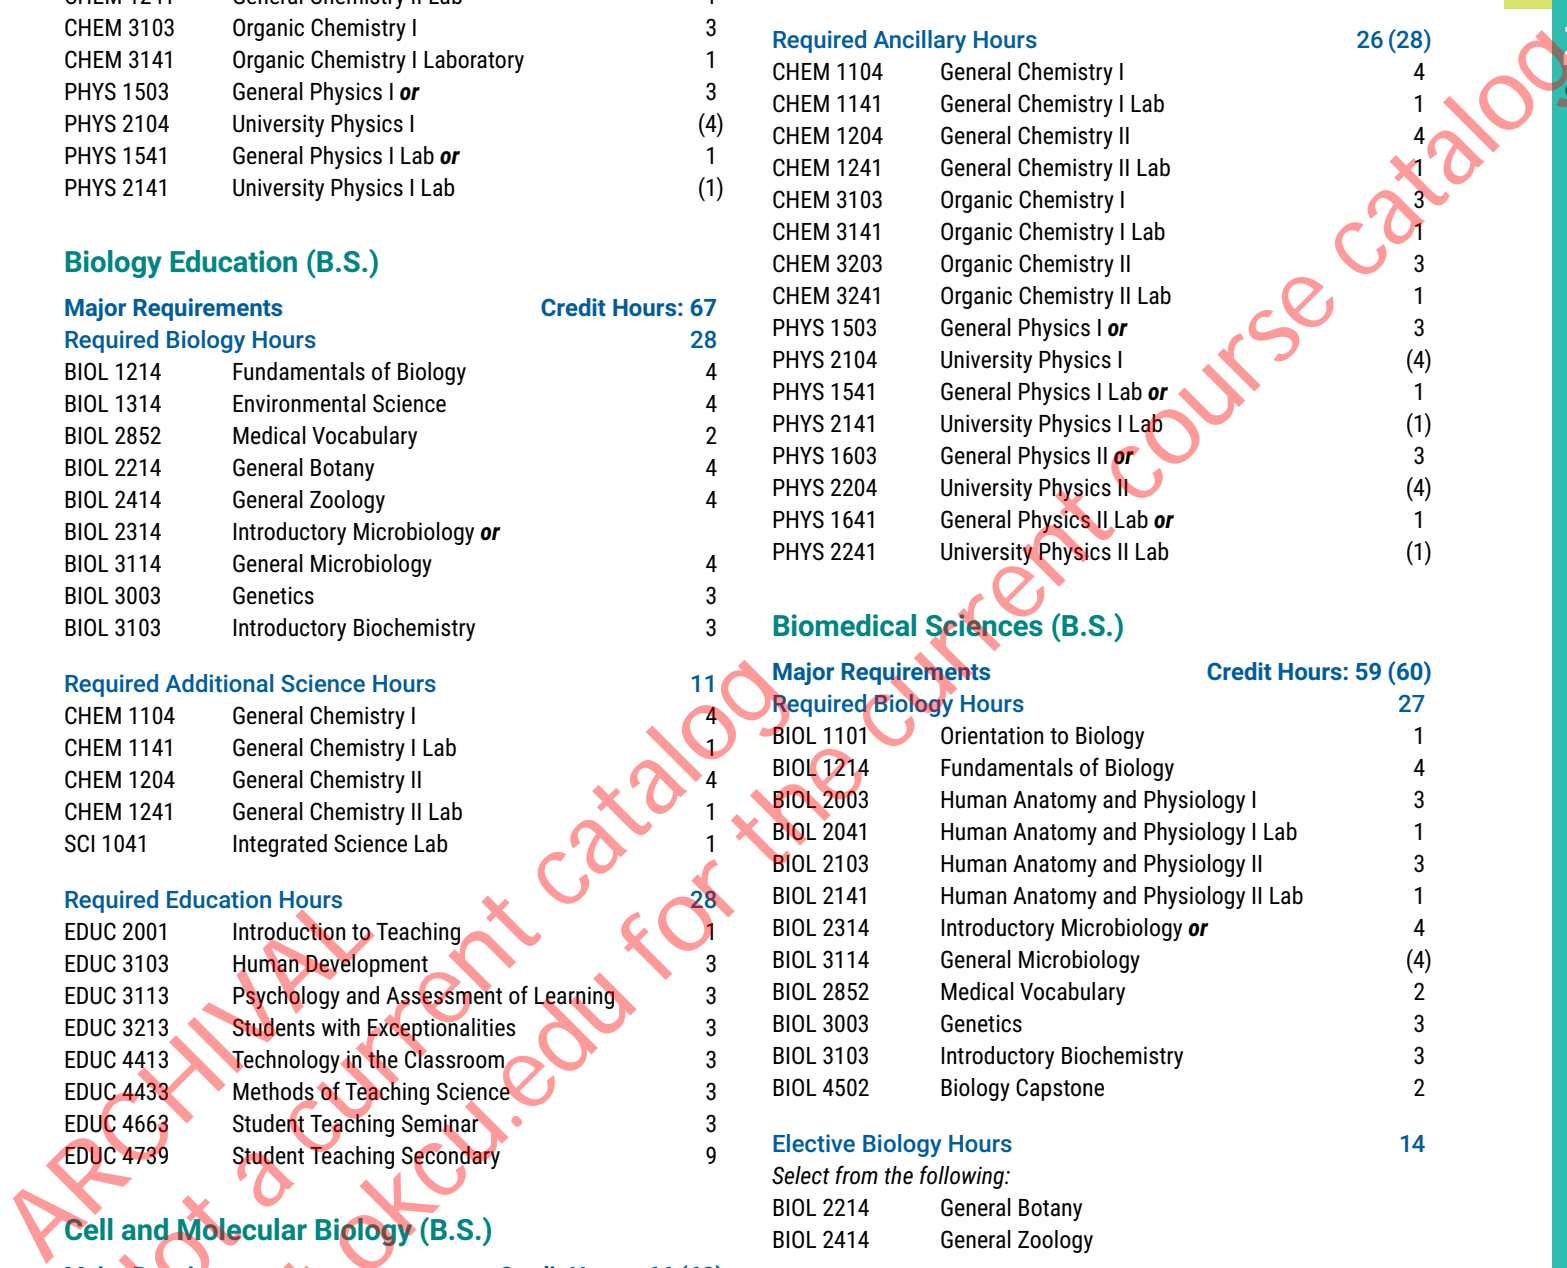 CHEM 1241 General Chemistry II Lab 1
CHEM 3103 Organic Chemistry I 3
CHEM 3141 Organic Chemistry I Laboratory 1
PHYS 1503 General Physics I or 3
PHYS 2104 University Physics I (4)
PHYS 1541 General Physics I Lab or 1
PHYS 2141 University Physics I Lab (1)
Biology Education (B.S.)
Major Requirements Credit Hours: 67
Required Biology Hours 28
BIOL 1214 Fundamentals of Biology 4
BIOL 1314 Environmental Science 4
BIOL 2852 Medical Vocabulary 2
BIOL 2214 General Botany 4
BIOL 2414 General Zoology 4
BIOL 2314 Introductory Microbiology or
BIOL 3114 General Microbiology 4
BIOL 3003 Genetics 3
BIOL 3103 Introductory Biochemistry 3
Required Additional Science Hours 11
CHEM 1104 General Chemistry I 4
CHEM 1141 General Chemistry I Lab 1
CHEM 1204 General Chemistry II 4
CHEM 1241 General Chemistry II Lab 1
SCI 1041 Integrated Science Lab 1
Required Education Hours 28
EDUC 2001 Introduction to Teaching 1
EDUC 3103 Human Development 3
EDUC 3113 Psychology and Assessment of Learning 3
EDUC 3213 Students with Exceptionalities 3
EDUC 4413 Technology in the Classroom 3
EDUC 4433 Methods of Teaching Science 3
EDUC 4663 Student Teaching Seminar 3
EDUC 4739 Student Teaching Secondary 9
Cell and Molecular Biology (B.S.)
Required Ancillary Hours 26 (28)
CHEM 1104 General Chemistry I 4
CHEM 1141 General Chemistry I Lab 1
CHEM 1204 General Chemistry II 4
CHEM 1241 General Chemistry II Lab 1
CHEM 3103 Organic Chemistry I 3
CHEM 3141 Organic Chemistry I Lab 1
CHEM 3203 Organic Chemistry II 3
CHEM 3241 Organic Chemistry II Lab 1
PHYS 1503 General Physics I or 3
PHYS 2104 University Physics I (4)
PHYS 1541 General Physics I Lab or 1
PHYS 2141 University Physics I Lab (1)
PHYS 1603 General Physics II or 3
PHYS 2204 University Physics II (4)
PHYS 1641 General Physics II Lab or 1
PHYS 2241 University Physics II Lab (1)
Biomedical Sciences (B.S.)
Major Requirements Credit Hours: 59 (60)
Required Biology Hours 27
BIOL 1101 Orientation to Biology 1
BIOL 1214 Fundamentals of Biology 4
BIOL 2003 Human Anatomy and Physiology I 3
BIOL 2041 Human Anatomy and Physiology I Lab 1
BIOL 2103 Human Anatomy and Physiology II 3
BIOL 2141 Human Anatomy and Physiology II Lab 1
BIOL 2314 Introductory Microbiology or 4
BIOL 3114 General Microbiology (4)
BIOL 2852 Medical Vocabulary 2
BIOL 3003 Genetics 3
BIOL 3103 Introductory Biochemistry 3
BIOL 4502 Biology Capstone 2
Elective Biology Hours 14
Select from the following:
BIOL 2214 General Botany
BIOL 2414 General Zoology
ARCHIVAL
a current catalog
okcu.edu for the current course catalog